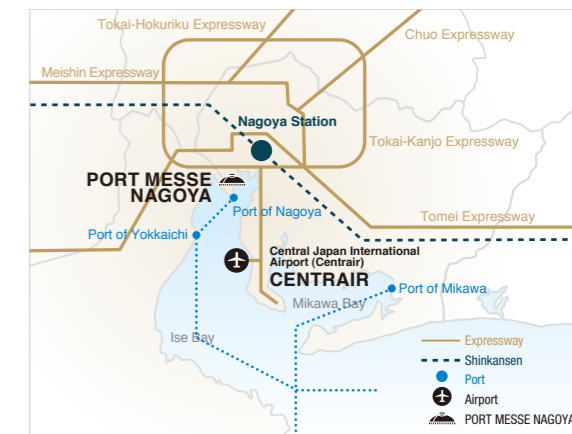 Tokai-Hokuriku Expressway
Chuo Expressway
Meishin Expressway
Nagoya Station
Tokai-Kanjo Expressway
PORT MESSE
NAGOYA
Port of Nagoya
Tomei Expressway
Port of Yokkaichi
Central Japan International
Airport (Centrair)
CENTRAIR
Port of Mikawa
Mikawa Bay
Ise Bay
Expressway
Shinkansen
Port
Airport
PORT MESSE NAGOYA